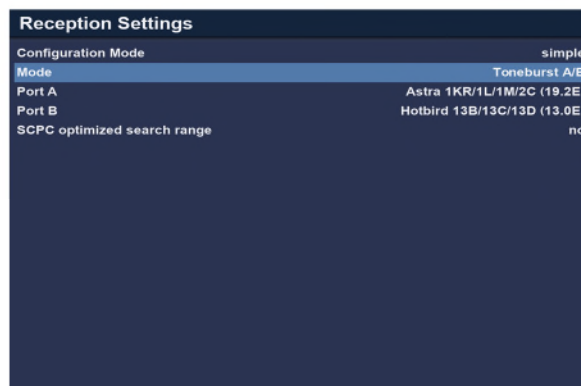 Reception Settings
Configuration Mode simple
Mode Toneburst A/B
Port A Astra 1KR/1L/1M/2C (19.2E
Port B Hotbird 13B/13C/13D (13.0E
SCPC optimized search range no